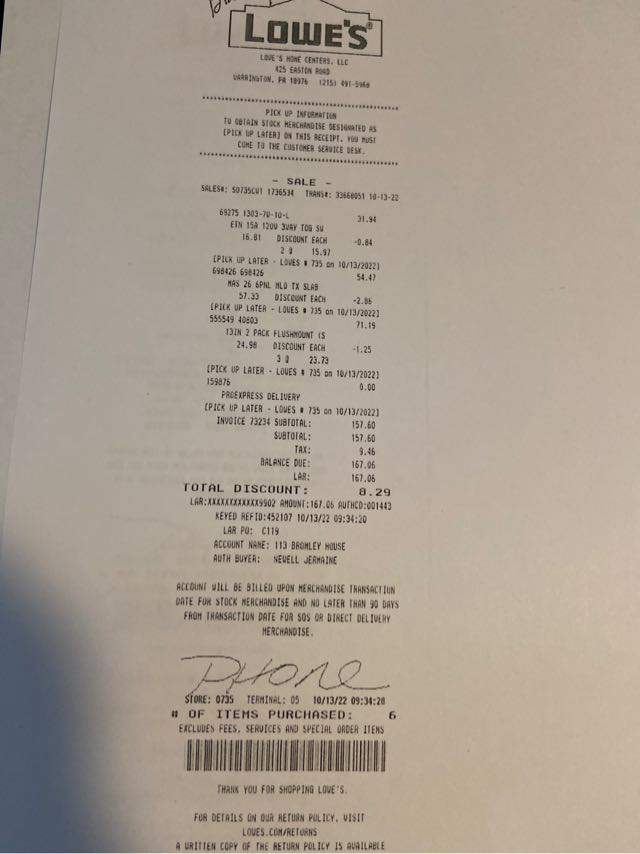 LOWE'S®
LOWE'S HOME CENTERS, LLC
425 EASTON ROAD
WARRINGTON, PA 18976 (215) 491-5960
PICK UP INFORMATION
TO OBTAIN STOCK MERCHANDISE DESIGNATED AS
[PICK UP LATER] ON THIS RECEIPT, YOU MUST
COME TO THE CUSTOMER SERVICE DESK.
- SALE -
SALES#: S0735CW1 1736534 TRANS#: 33668051 10-13-22
69275 1303-7W-10-L 31.94
ETN 15A 120V 3WAY TOG SW
16.81 DISCOUNT EACH -0.84
2 @ 15.97
[PICK UP LATER - LOWES # 735 on 10/13/2022]
698426 698426 54.47
MAS 26 6PNL HLO TX SLAB
57.33 DISCOUNT EACH -2.86
[PICK UP LATER - LOWES # 735 on 10/13/2022]
555549 40803 71.19
13IN 2 PACK FLUSHMOUNT (S
24.98 DISCOUNT EACH -1.25
3 @ 23.73
[PICK UP LATER - LOWES # 735 on 10/13/2022]
159876 0.00
PROEXPRESS DELIVERY
[PICK UP LATER - LOWES # 735 on 10/13/2022]
INVOICE 73234 SUBTOTAL: 157.60
SUBTOTAL: 157.60
TAX: 9.46
BALANCE DUE: 167.06
LAR: 167.06
TOTAL DISCOUNT: 8.29
LAR:XXXXXXXXXXXX9902 AMOUNT:167.06 AUTHCD:001443
KEYED REFID:452107 10/13/22 09:34:20
LAR PO: C119
ACCOUNT NAME: 113 BROMLEY HOUSE
AUTH BUYER: NEWELL JERMAINE
ACCOUNT WILL BE BILLED UPON MERCHANDISE TRANSACTION
DATE FOR STOCK MERCHANDISE AND NO LATER THAN 90 DAYS
FROM TRANSACTION DATE FOR SOS OR DIRECT DELIVERY
MERCHANDISE.
PHONE
STORE: 0735 TERMINAL: 05 10/13/22 09:34:28
# OF ITEMS PURCHASED: 6
EXCLUDES FEES, SERVICES AND SPECIAL ORDER ITEMS
THANK YOU FOR SHOPPING LOWE'S.
FOR DETAILS ON OUR RETURN POLICY, VISIT
LOWES.COM/RETURNS
A WRITTEN COPY OF THE RETURN POLICY IS AVAILABLE